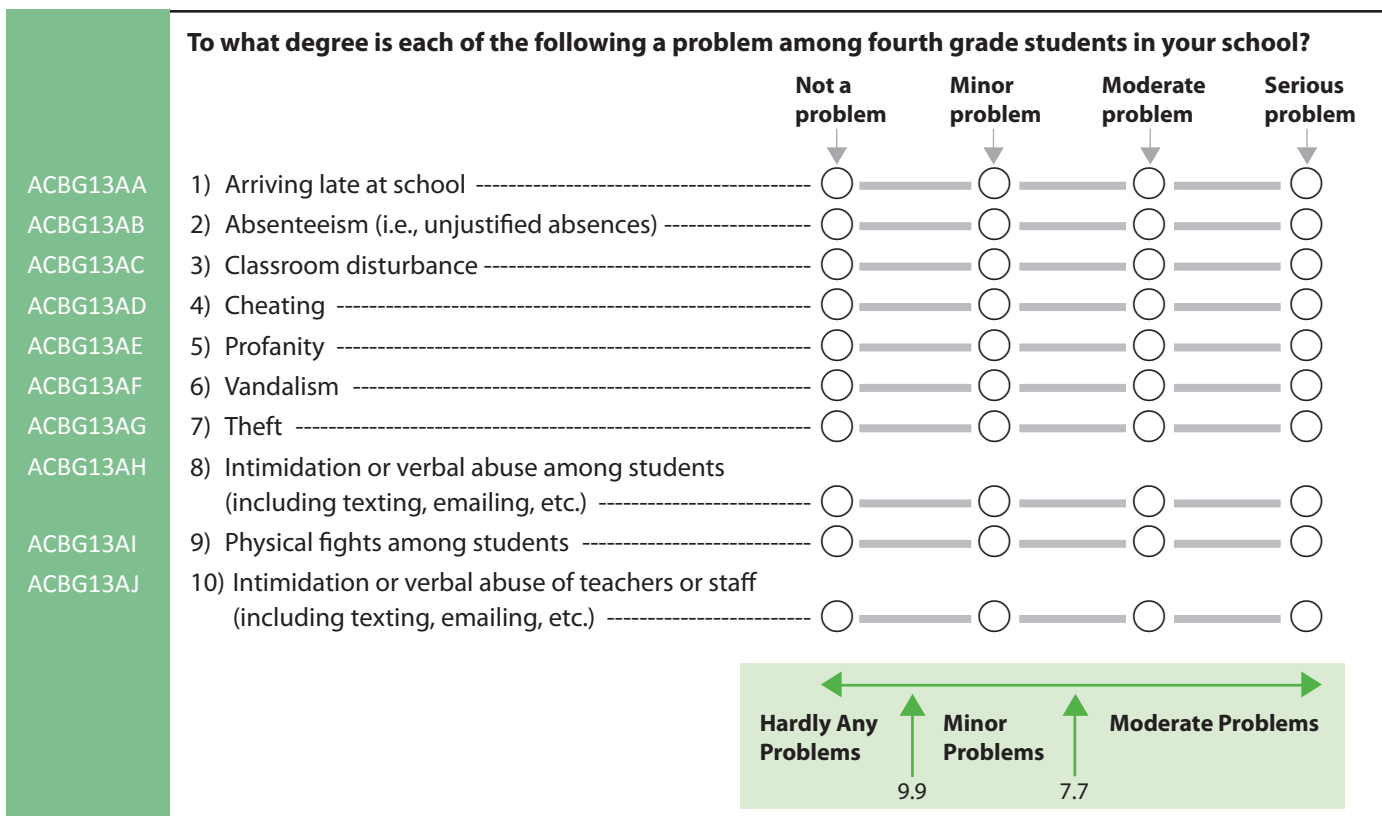 To what degree is each of the following a problem among fourth grade students in your school?
Not a problem
Minor problem
Moderate problem
Serious problem
ACBG13AA 1) Arriving late at school
ACBG13AB 2) Absenteeism (i.e., unjustified absences)
ACBG13AC 3) Classroom disturbance
ACBG13AD 4) Cheating
ACBG13AE 5) Profanity
ACBG13AF 6) Vandalism
ACBG13AG 7) Theft
ACBG13AH 8) Intimidation or verbal abuse among students
(including texting, emailing, etc.)
ACBG13AI 9) Physical fights among students
ACBG13AJ 10) Intimidation or verbal abuse of teachers or staff
(including texting, emailing, etc.)
Hardly Any Problems
Minor Problems
Moderate Problems
9.9 7.7